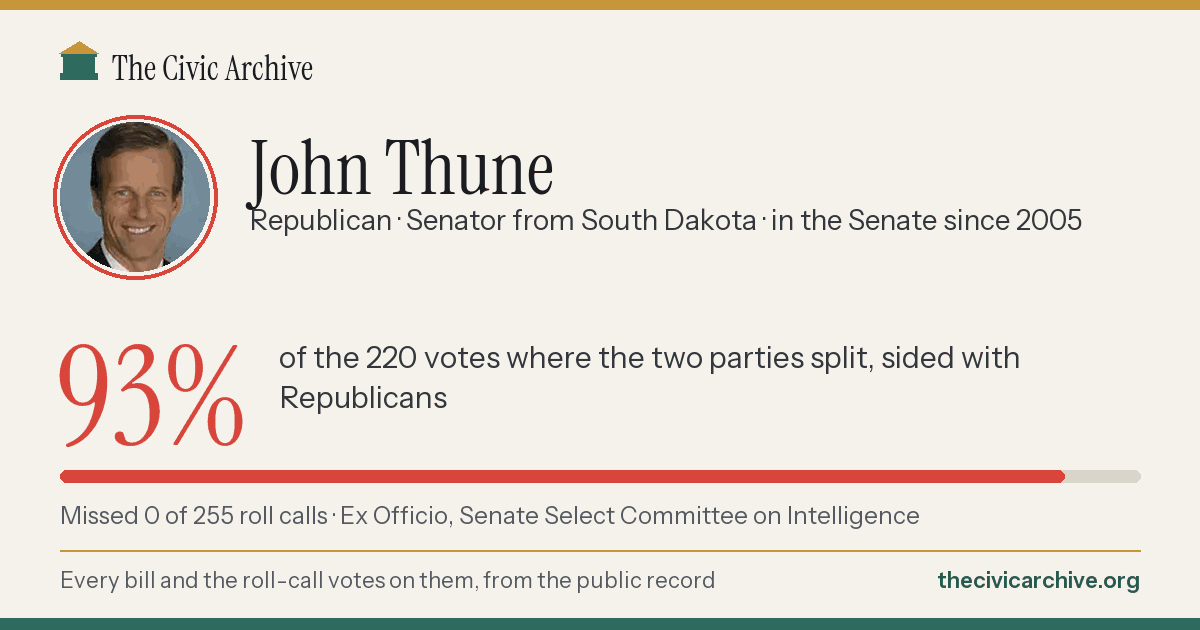 The Civic Archive
John Thune
Republican · Senator from South Dakota · in the Senate since 2005
93%
of the 220 votes where the two parties split, sided with
Republicans
Missed 0 of 255 roll calls · Ex Officio, Senate Select Committee on Intelligence
Every bill and the roll-call votes on them, from the public record
thecivicarchive.org